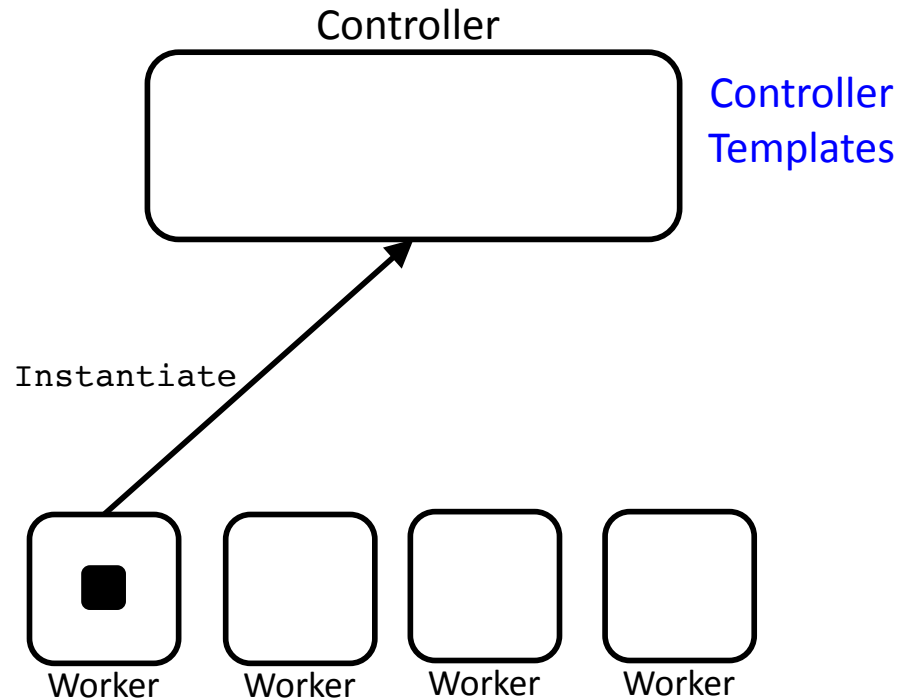 Controller
Controller
Templates
Instantiate
Worker
Worker
Worker
Worker